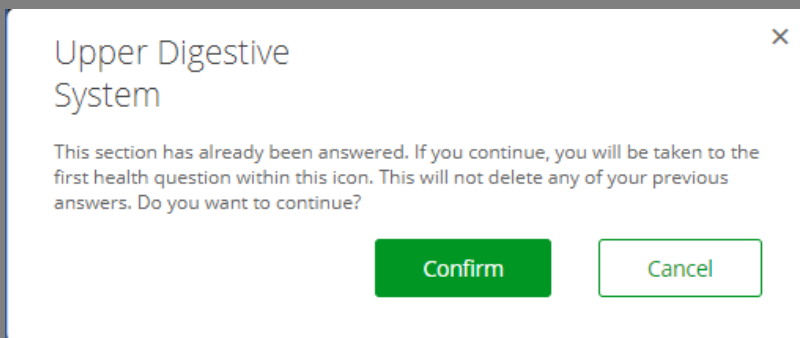 Upper Digestive
System
This section has already been answered. If you continue, you will be taken to the
first health question within this icon. This will not delete any of your previous
answers. Do you want to continue?
Confirm Cancel